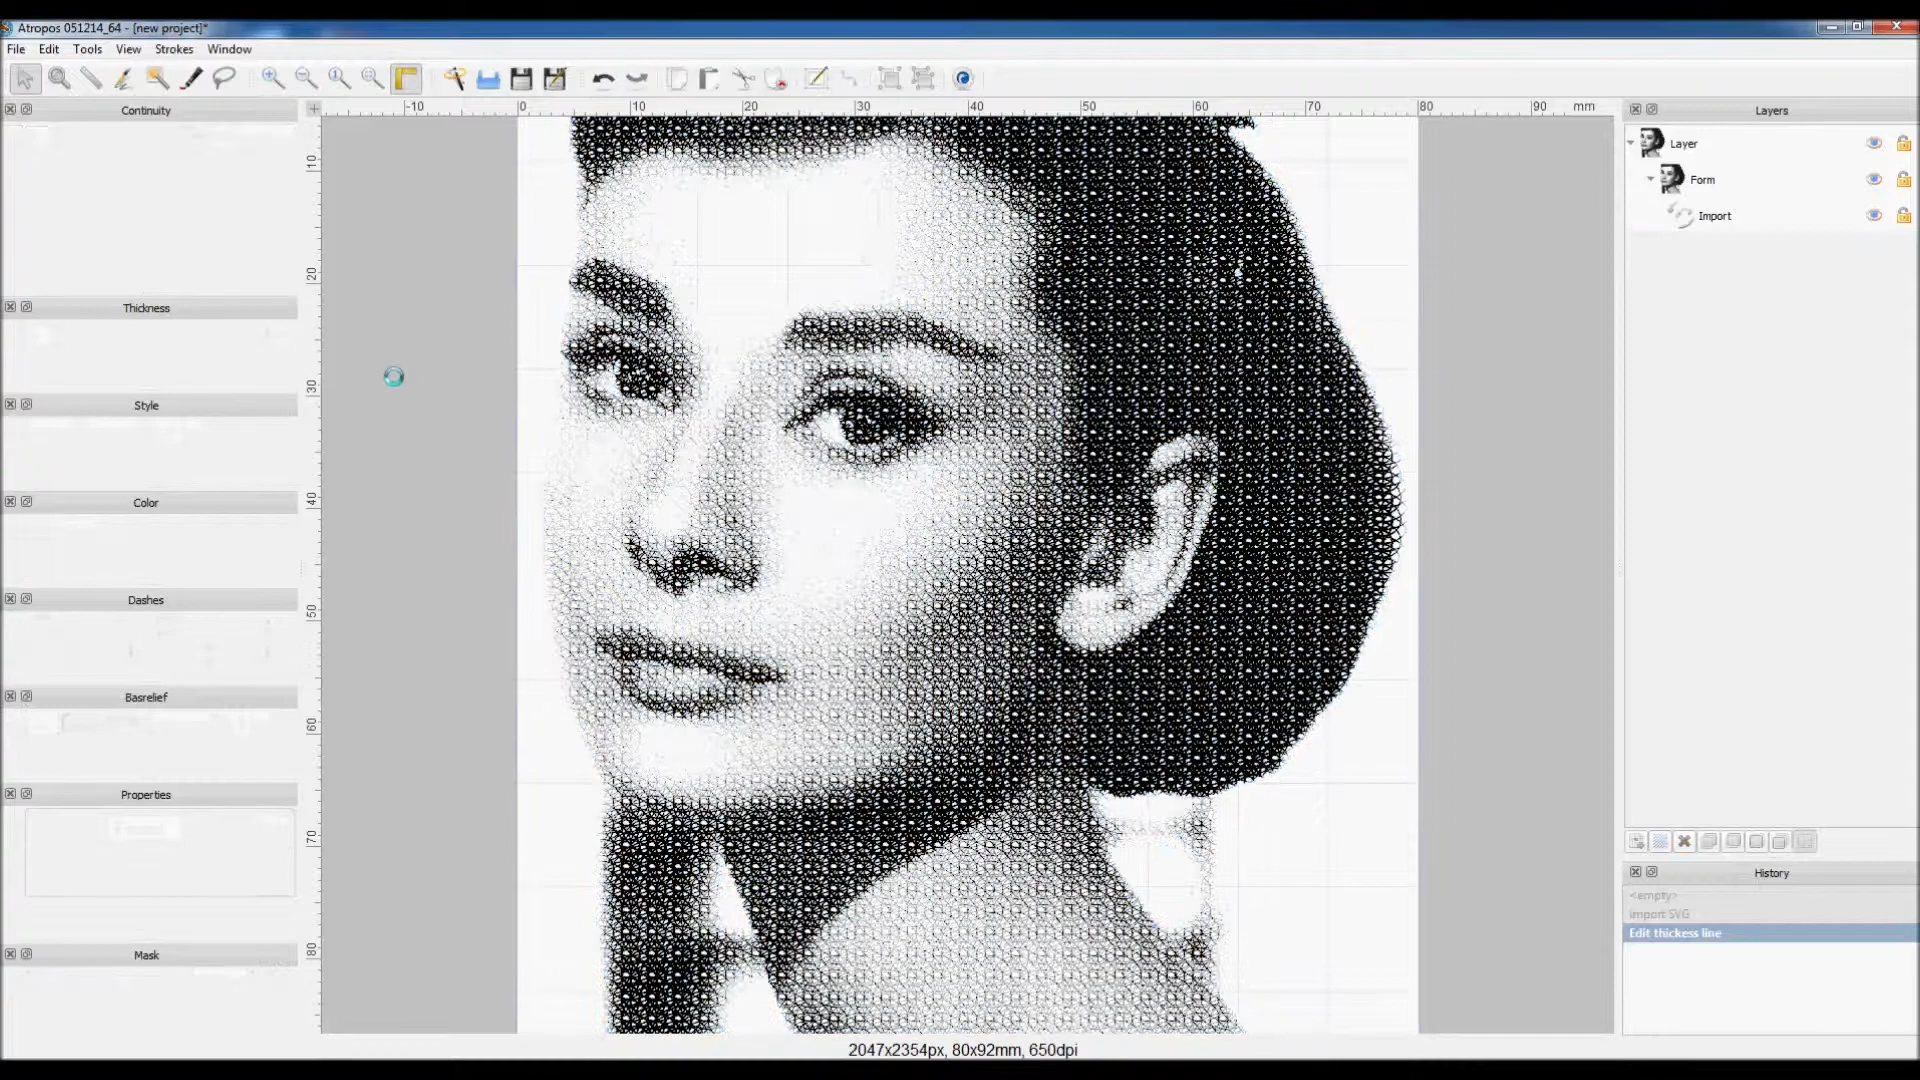 Atropos 051214_64 - [new project]*
File Edit Tools View Strokes Window
Continuity
-10 0 10 20 30 40 50 60 70 80 90 mm
Layers
10
20
30
40
50
60
70
80
Layer
Form
Import
Thickness
Style
Color
Dashes
Basrelief
Properties
Mask
History
<empty>
import SVG
Edit thickess line
2047x2354px, 80x92mm, 650dpi